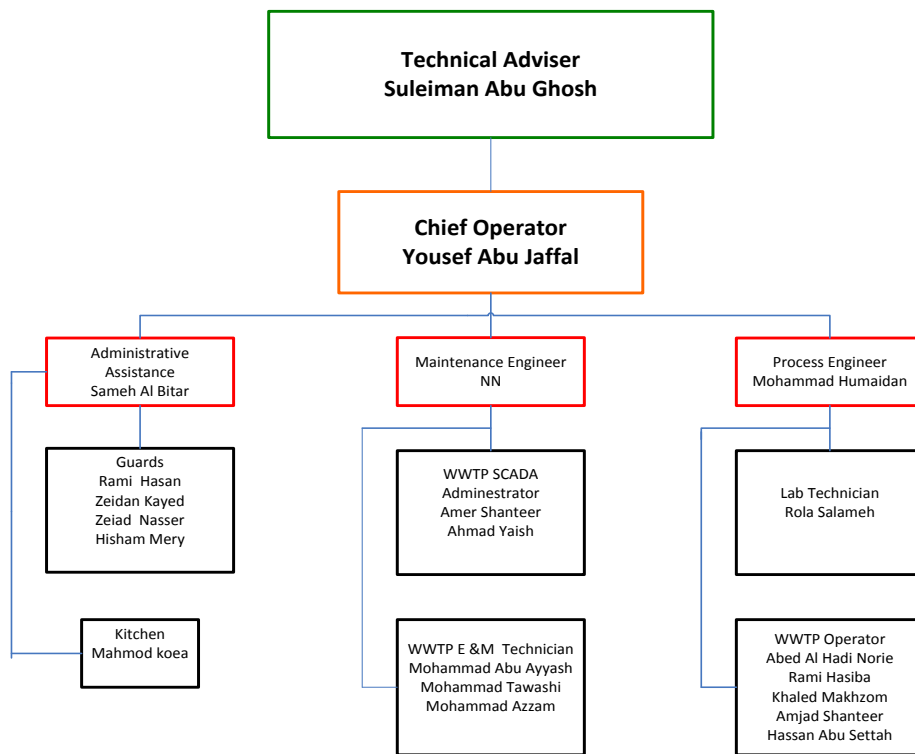 Technical Adviser
Suleiman Abu Ghosh
Chief Operator
Yousef Abu Jaffal
Administrative
Assistance
Sameh Al Bitar
Maintenance Engineer
NN
Process Engineer
Mohammad Humaidan
Guards
Rami  Hasan
Zeidan Kayed
Zeiad  Nasser
Hisham Mery
WWTP SCADA
Adminestrator
Amer Shanteer
Ahmad Yaish
Lab Technician
Rola Salameh
Kitchen
Mahmod koea
WWTP E &M  Technician
Mohammad Abu Ayyash
Mohammad Tawashi
Mohammad Azzam
WWTP Operator
Abed Al Hadi Norie
Rami Hasiba
Khaled Makhzom
Amjad Shanteer
Hassan Abu Settah